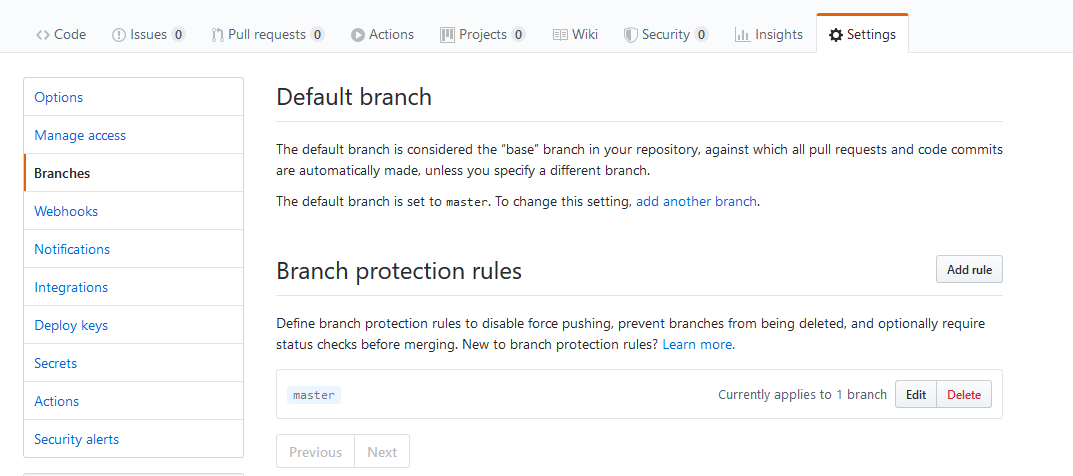 Code Issues 0 Pull requests 0 Actions Projects 0 Wiki Security 0 Insights Settings
Options
Manage access
Branches
Webhooks
Notifications
Integrations
Deploy keys
Secrets
Actions
Security alerts
Default branch
The default branch is considered the “base” branch in your repository, against which all pull requests and code commits
are automatically made, unless you specify a different branch.
The default branch is set to master. To change this setting, add another branch.
Branch protection rules
Add rule
Define branch protection rules to disable force pushing, prevent branches from being deleted, and optionally require
status checks before merging. New to branch protection rules? Learn more.
master Currently applies to 1 branch Edit Delete
Previous Next